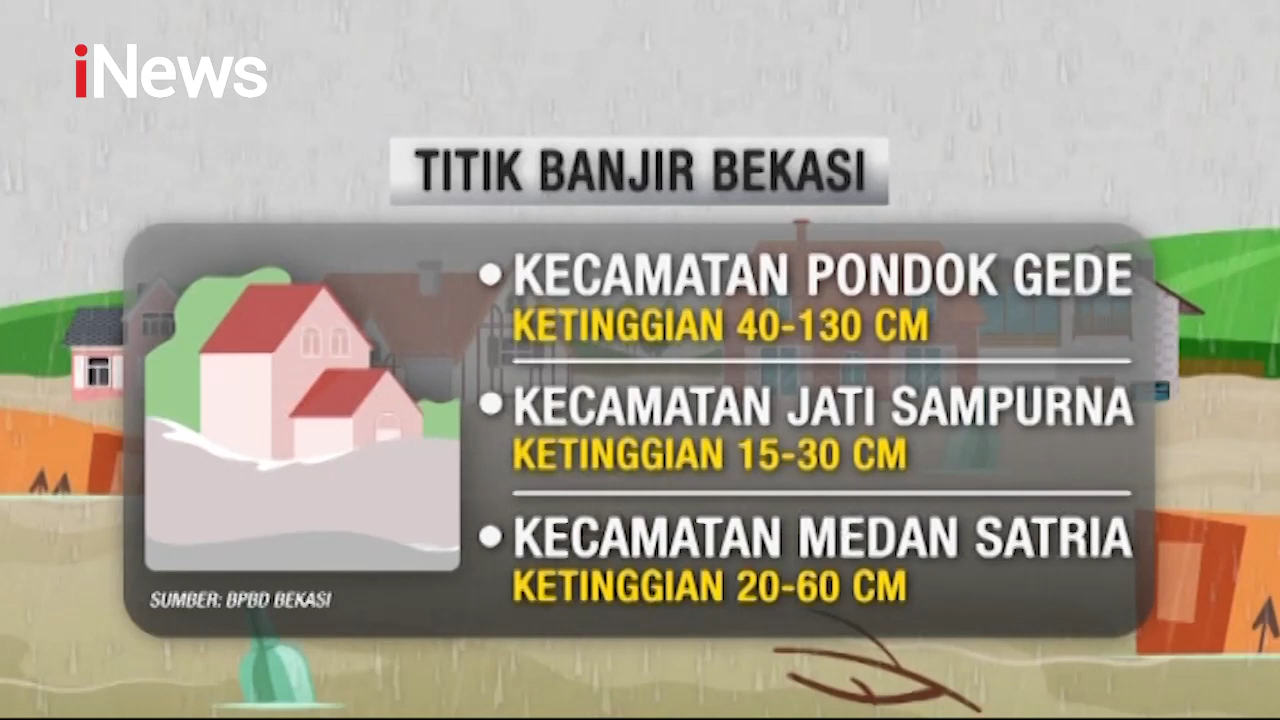 iNews
TITIK BANJIR BEKASI
• KECAMATAN PONDOK GEDE
KETINGGIAN 40-130 CM
• KECAMATAN JATI SAMPURNA
KETINGGIAN 15-30 CM
• KECAMATAN MEDAN SATRIA
KETINGGIAN 20-60 CM
SUMBER: BPBD BEKASI